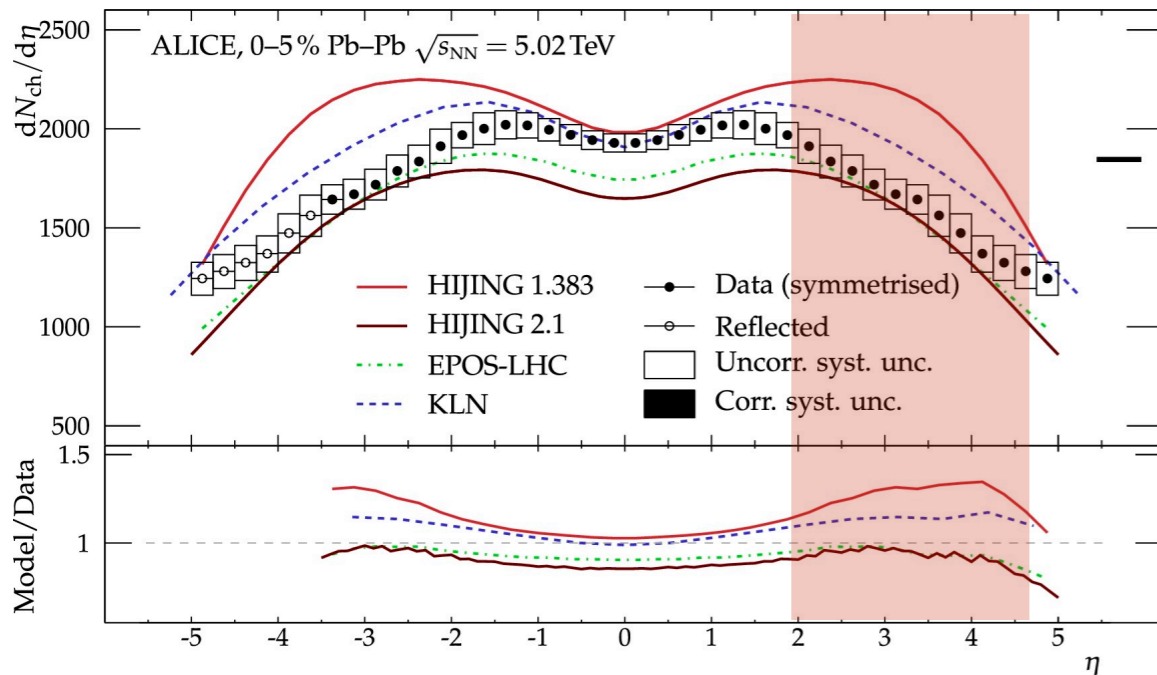 2500
2000
1500
1000
500
dN_ch/dη
ALICE, 0–5% Pb–Pb √s_NN = 5.02 TeV
HIJING 1.383
HIJING 2.1
EPOS-LHC
KLN
Data (symmetrised)
Reflected
Uncorr. syst. unc.
Corr. syst. unc.
1.5
1
Model/Data
-5 -4 -3 -2 -1 0 1 2 3 4 5
η